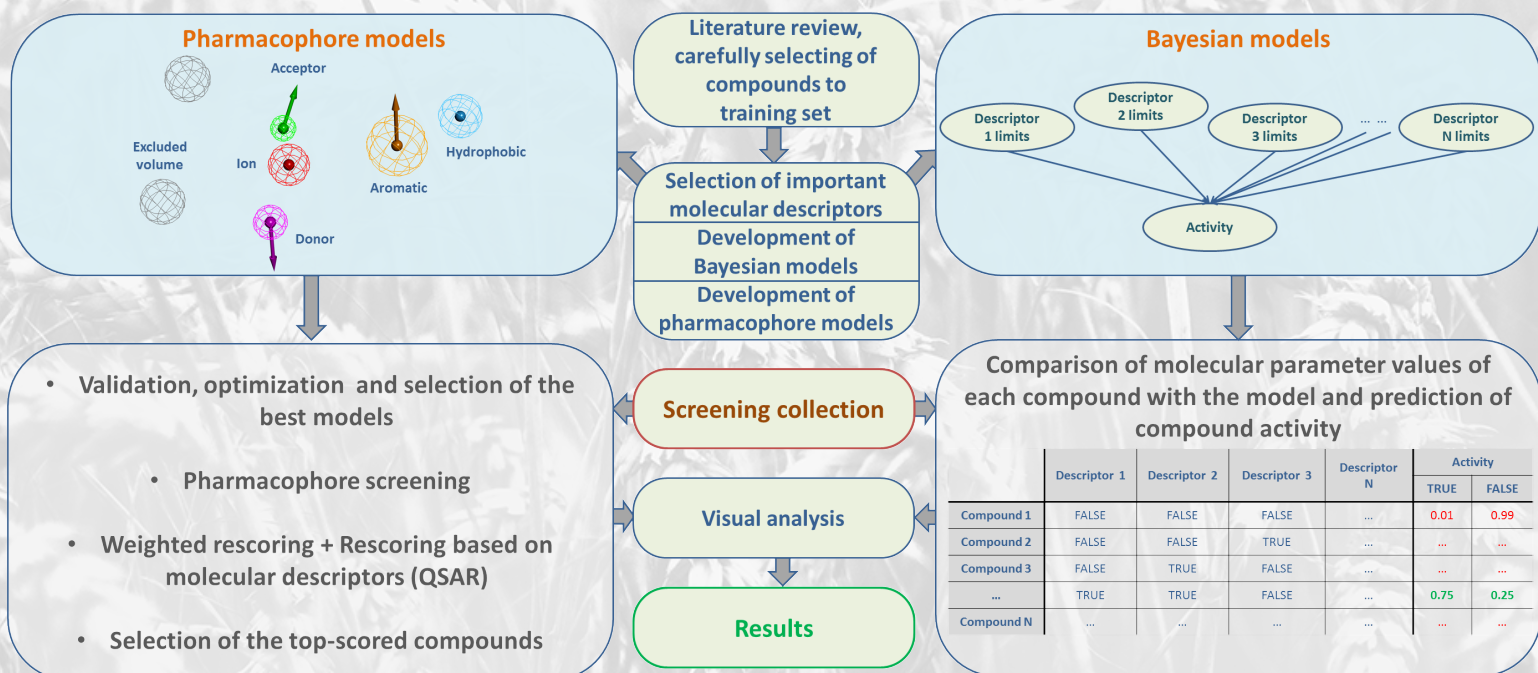 Pharmacophore models
Acceptor
Excluded
volume
Ion
Aromatic
Hydrophobic
Donor
Literature review,
carefully selecting of
compounds to
training set
Selection of important
molecular descriptors
Development of
Bayesian models
Development of
pharmacophore models
Bayesian models
Descriptor
1 limits
Descriptor
2 limits
Descriptor
3 limits
... ...
Descriptor
N limits
Activity
• Validation, optimization and selection of the
best models
• Pharmacophore screening
• Weighted rescoring + Rescoring based on
molecular descriptors (QSAR)
• Selection of the top-scored compounds
Screening collection
Visual analysis
Results
Comparison of molecular parameter values of
each compound with the model and prediction of
compound activity
Descriptor 1 Descriptor 2 Descriptor 3 Descriptor N Activity
TRUE FALSE
Compound 1 FALSE FALSE FALSE ... 0.01 0.99
Compound 2 FALSE FALSE TRUE ... ... ...
Compound 3 FALSE TRUE FALSE ... ... ...
... TRUE TRUE FALSE ... 0.75 0.25
Compound N ... ... ... ... ... ...